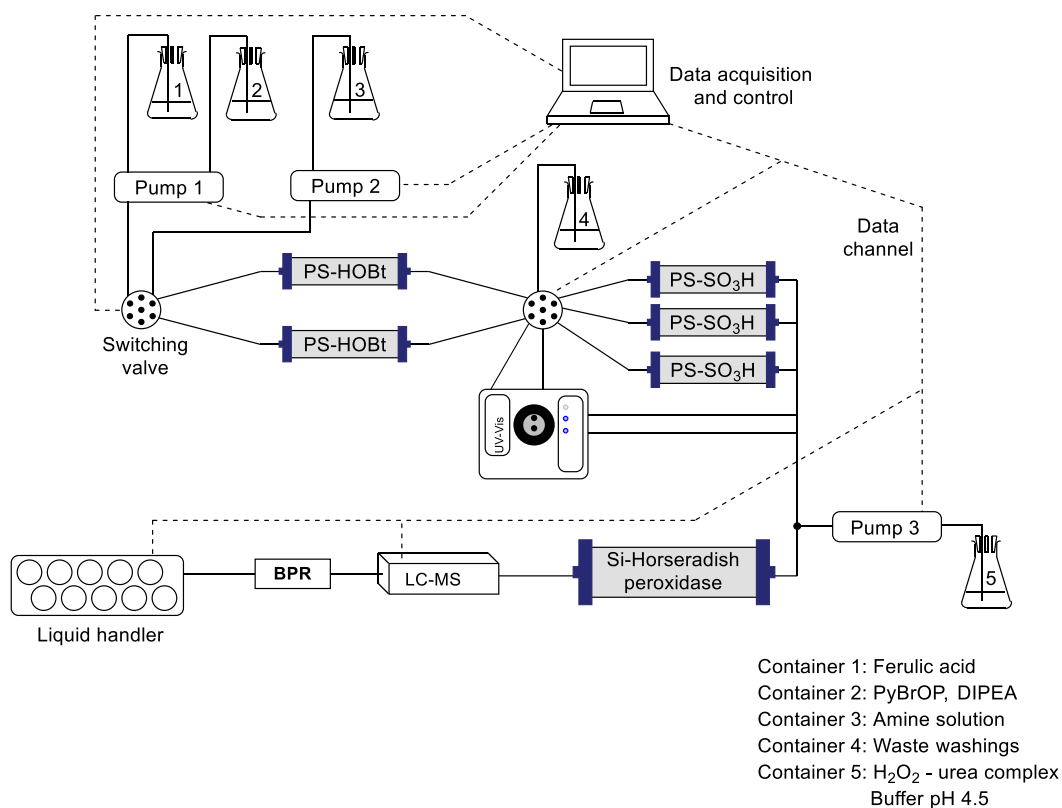 1
2
3
Data acquisition
and control
Pump 1
Pump 2
4
Data
channel
PS-HOBt
PS-SO₃H
PS-SO₃H
Switching
valve
PS-HOBt
PS-SO₃H
UV-Vis
Pump 3
Si-Horseradish
peroxidase
BPR
LC-MS
5
Liquid handler
Container 1: Ferulic acid
Container 2: PyBrOP, DIPEA
Container 3: Amine solution
Container 4: Waste washings
Container 5: H₂O₂ - urea complex
Buffer pH 4.5